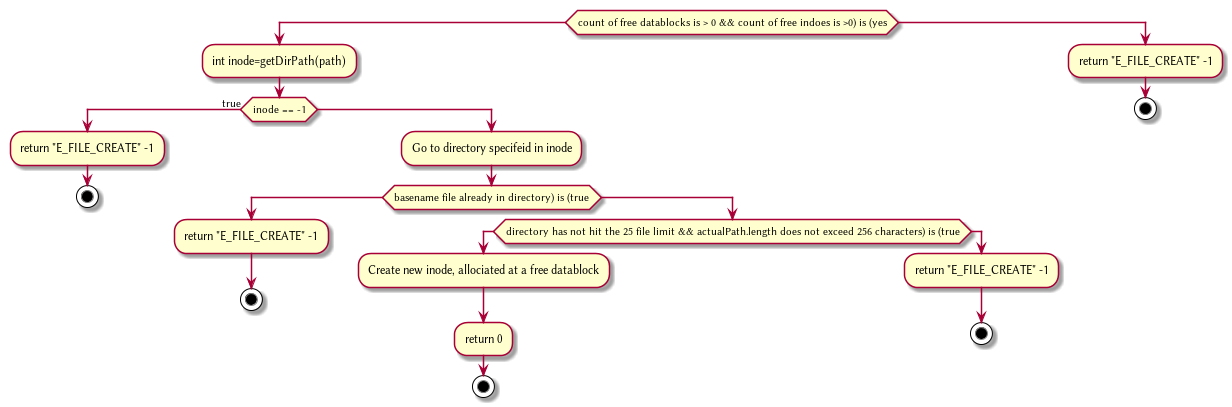 count of free datablocks is > 0 && count of free indoes is >0) is (yes
int inode=getDirPath(path)
return "E_FILE_CREATE" -1
true
inode == -1
return "E_FILE_CREATE" -1
Go to directory specifeid in inode
basename file already in directory) is (true
return "E_FILE_CREATE" -1
directory has not hit the 25 file limit && actualPath.length does not exceed 256 characters) is (true
Create new inode, allociated at a free datablock
return "E_FILE_CREATE" -1
return 0